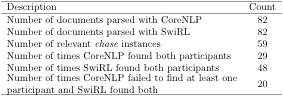 Description Count
Number of documents parsed with CoreNLP 82
Number of documents parsed with SwiRL 82
Number of relevant chase instances 59
Number of times CoreNLP found both participants 29
Number of times SwiRL found both participants 48
Number of times CoreNLP failed to find at least one
participant and SwiRL found both 20